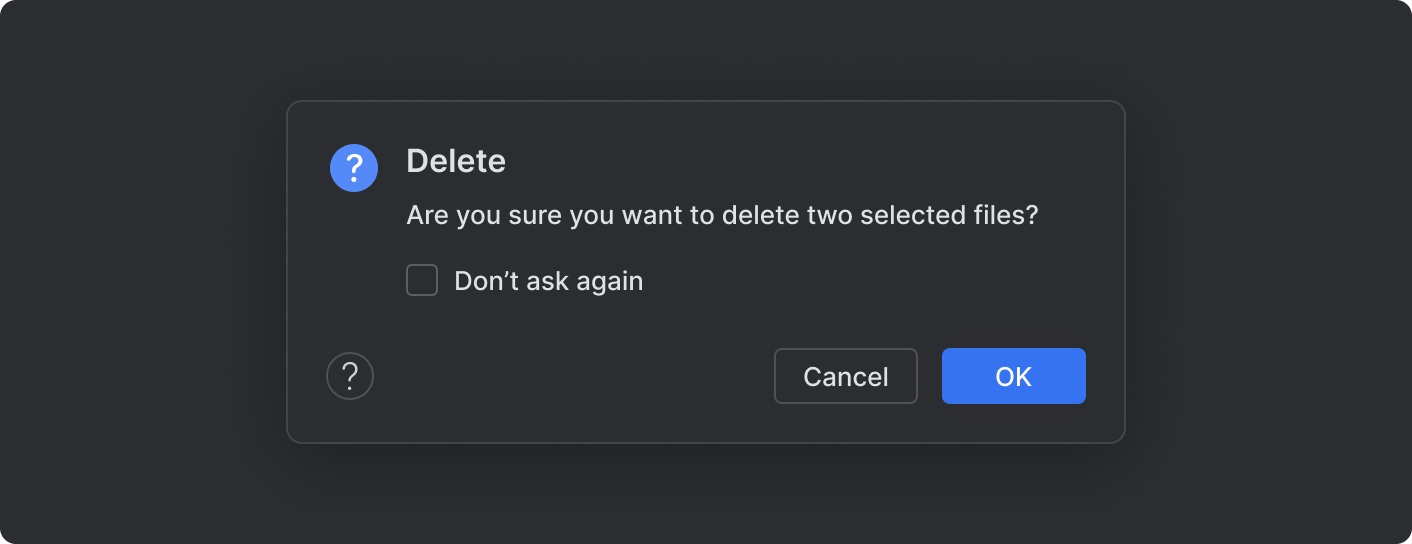 ?
Delete
Are you sure you want to delete two selected files?
Don’t ask again
?
Cancel
OK